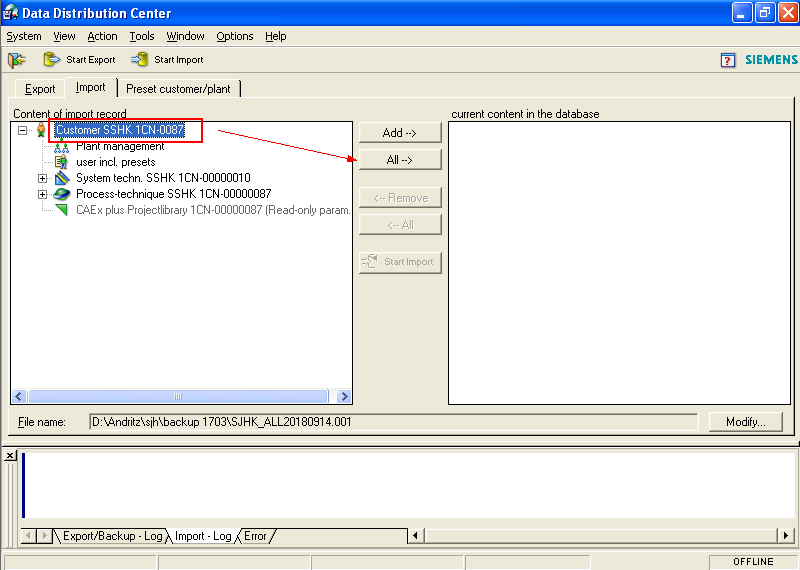 Data Distribution Center
System View Action Tools Window Options Help
Start Export Start Import
? SIEMENS
Export Import Preset customer/plant
Content of import record
current content in the database
Customer SSHK 1CN-0087
Plant management
user incl. presets
System techn. SSHK 1CN-00000010
Process-technique SSHK 1CN-00000087
CAEx plus Projectlibrary 1CN-00000087 (Read-only param.
Add -->
All -->
<-- Remove
<-- All
Start Import
File name: D:\Andritz\sjh\backup 1703\SJHK_ALL20180914.001 Modify...
Export/Backup - Log Import - Log Error
OFFLINE